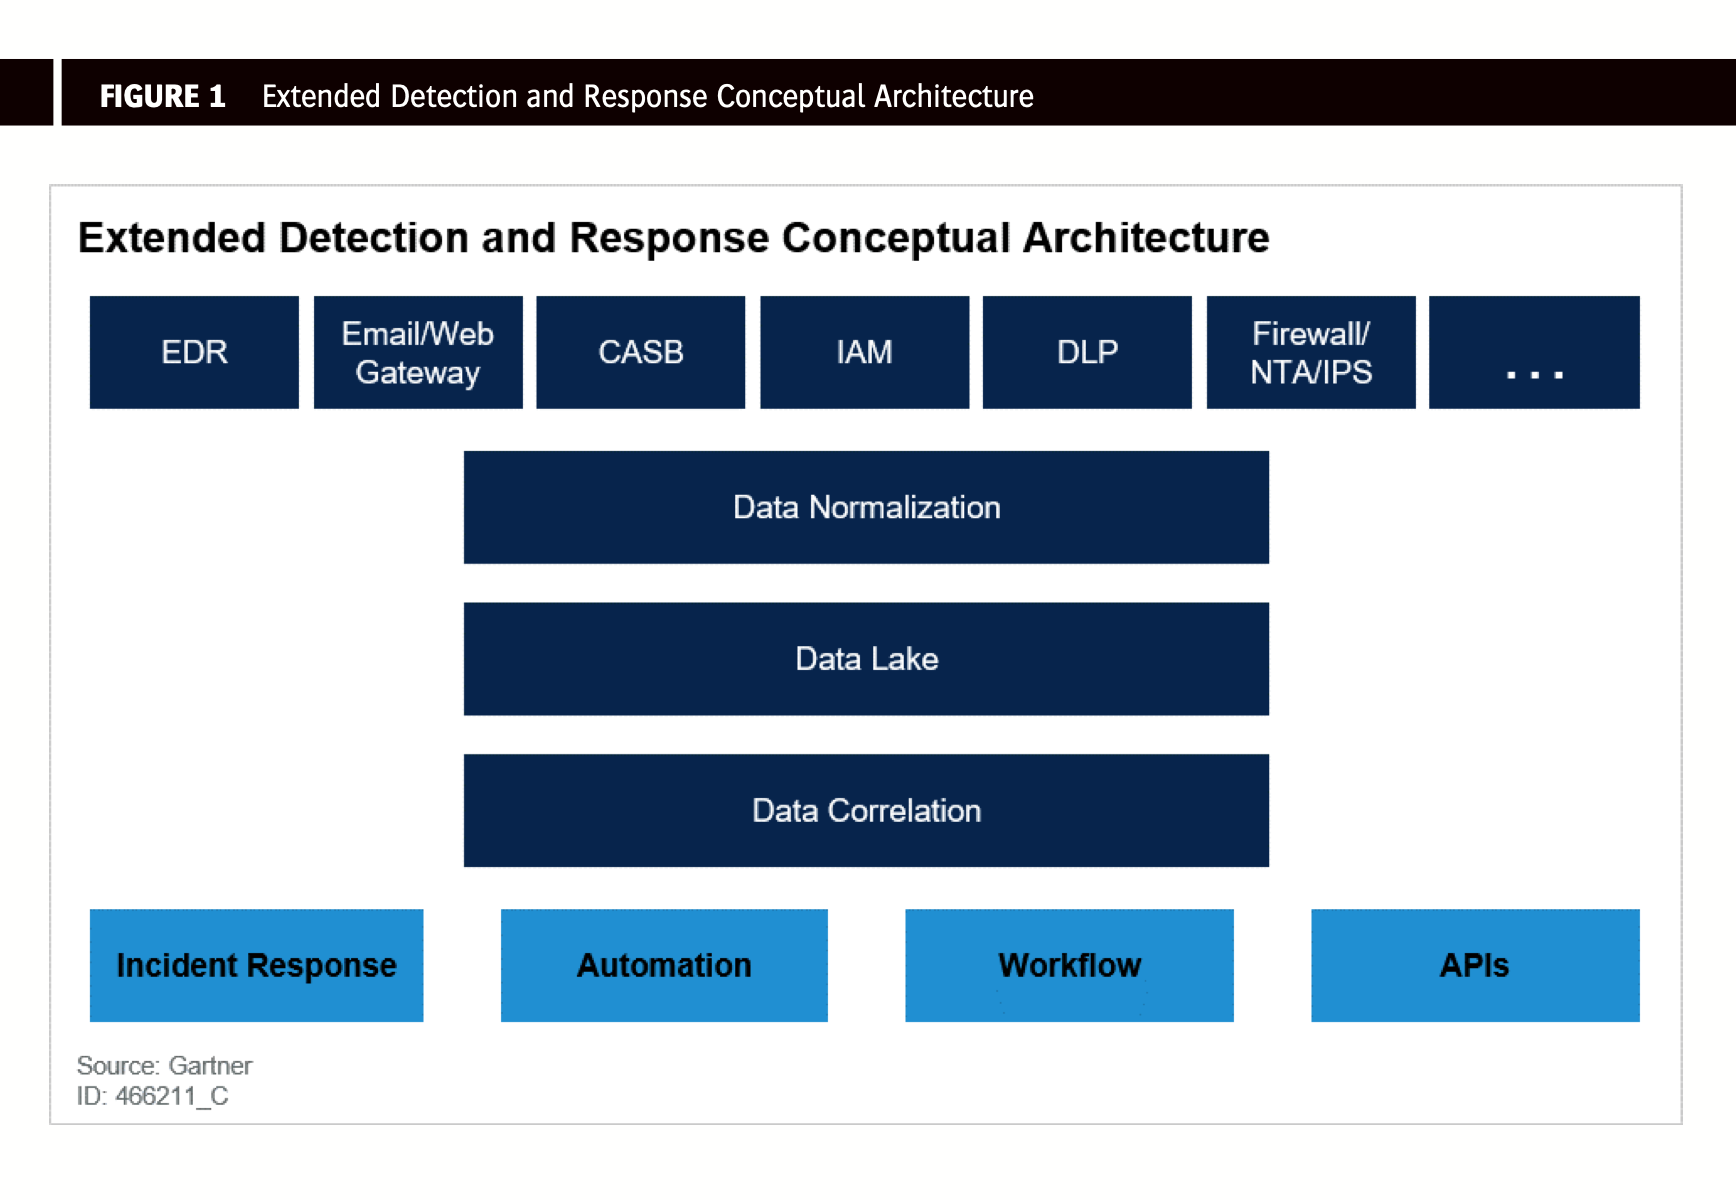 FIGURE 1 Extended Detection and Response Conceptual Architecture
Extended Detection and Response Conceptual Architecture
EDR
Email/Web
Gateway
CASB
IAM
DLP
Firewall/
NTA/IPS
...
Data Normalization
Data Lake
Data Correlation
Incident Response
Automation
Workflow
APIs
Source: Gartner
ID: 466211_C